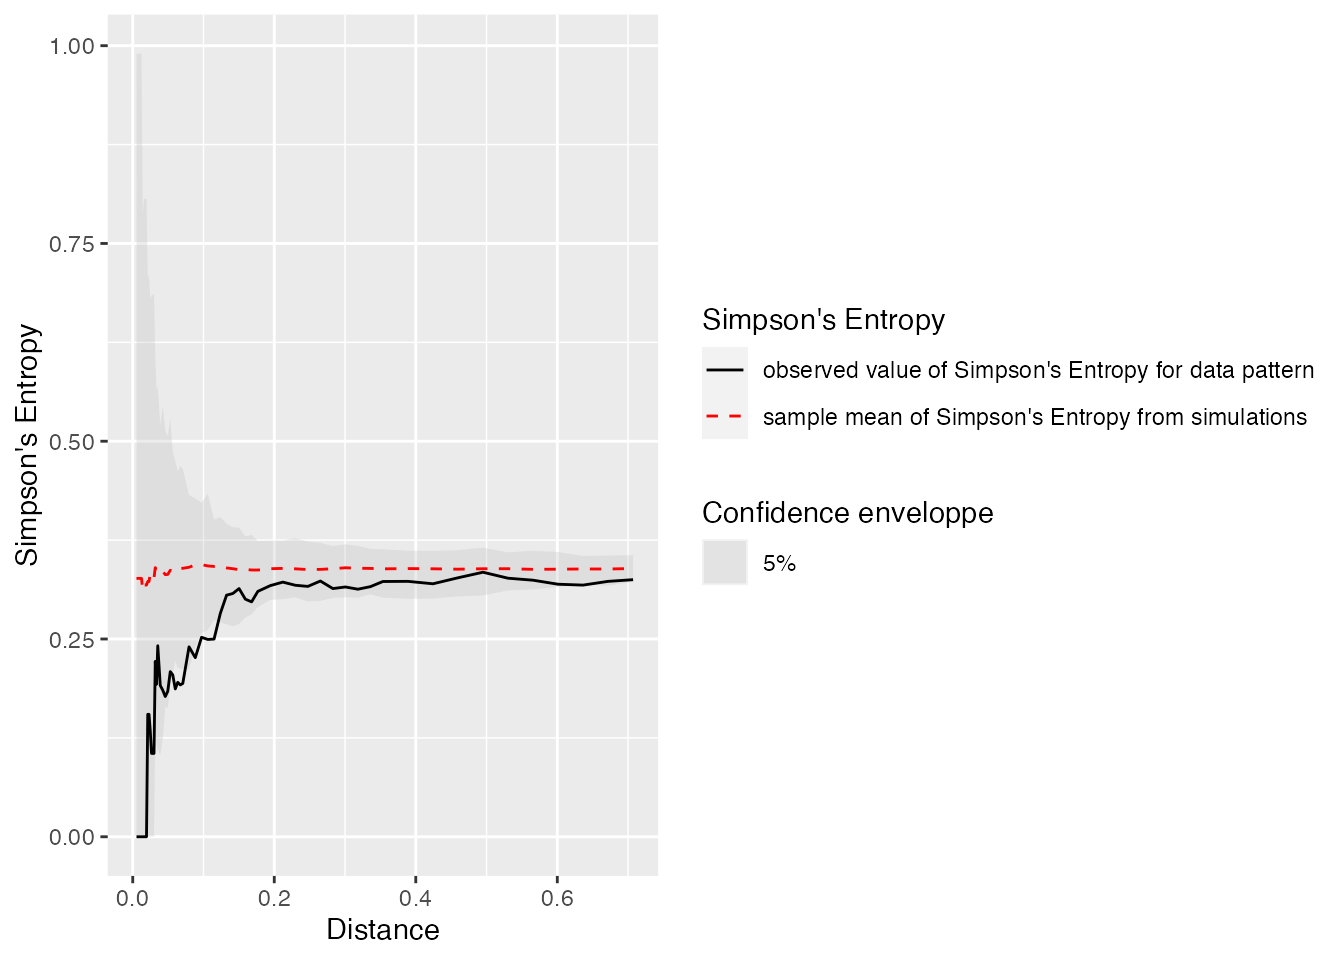 1.00
0.75
0.50
0.25
0.00
Simpson's Entropy
0.0 0.2 0.4 0.6
Distance
Simpson's Entropy
observed value of Simpson's Entropy for data pattern
sample mean of Simpson's Entropy from simulations
Confidence enveloppe
5%